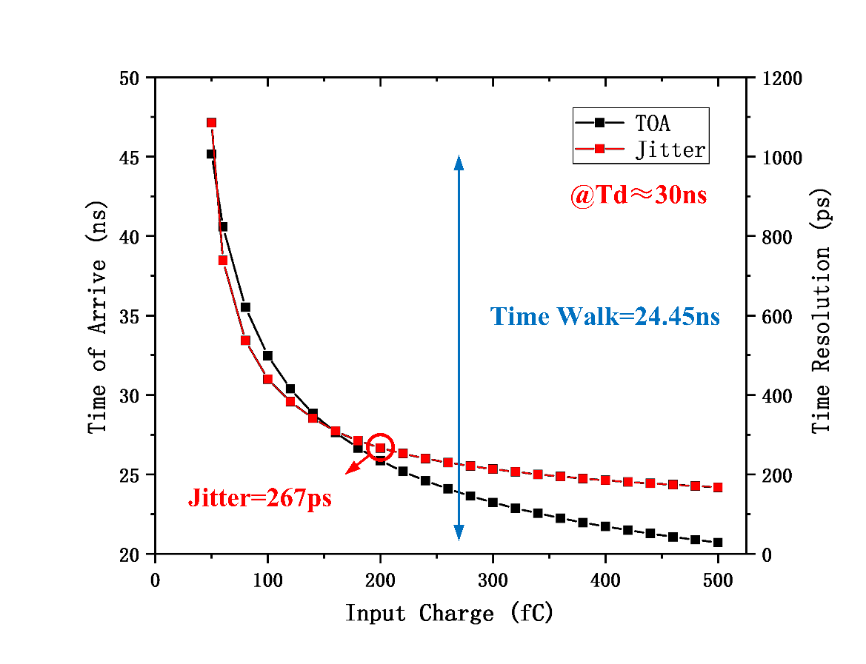 50
45
40
35
30
25
20
Time of Arrive (ns)
1200
1000
800
600
400
200
0
Time Resolution (ps)
TOA
Jitter
@Td≈30ns
Time Walk=24.45ns
Jitter=267ps
0
100
200
300
400
500
Input Charge (fC)